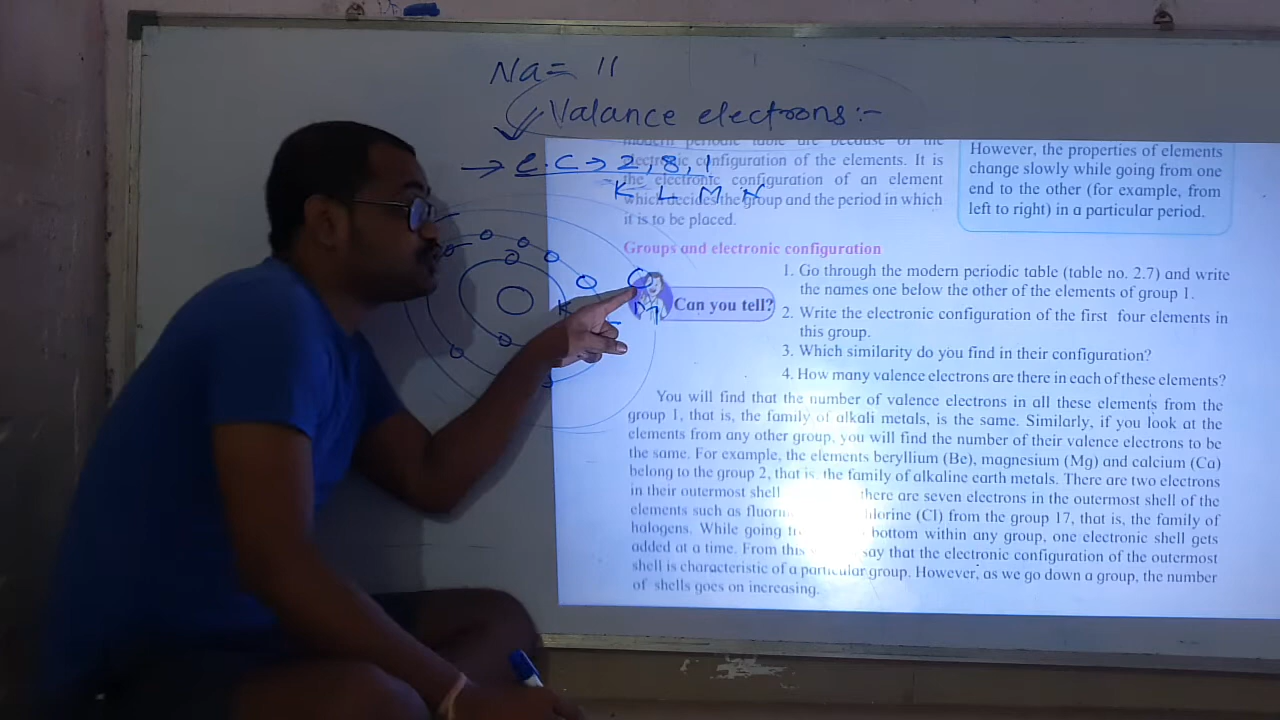 Na = 11
Valance electrons :-
→ e.c → 2, 8, 1
K L M N
K
M
modern periodic table are because of the
electronic configuration of the elements. It is
the electronic configuration of an element
which decides the group and the period in which
it is to be placed.
However, the properties of elements
change slowly while going from one
end to the other (for example, from
left to right) in a particular period.
Groups and electronic configuration
Can you tell?
1. Go through the modern periodic table (table no. 2.7) and write
the names one below the other of the elements of group 1.
2. Write the electronic configuration of the first four elements in
this group.
3. Which similarity do you find in their configuration?
4. How many valence electrons are there in each of these elements?
You will find that the number of valence electrons in all these elements from the
group 1, that is, the family of alkali metals, is the same. Similarly, if you look at the
elements from any other group, you will find the number of their valence electrons to be
the same. For example, the elements beryllium (Be), magnesium (Mg) and calcium (Ca)
belong to the group 2, that is, the family of alkaline earth metals. There are two electrons
in their outermost shell there are seven electrons in the outermost shell of the
elements such as chlorine (Cl) from the group 17, that is, the family of
halogens. While going bottom within any group, one electronic shell gets
added at a time. From this say that the electronic configuration of the outermost
shell is characteristic of a particular group. However, as we go down a group, the number
of shells goes on increasing.